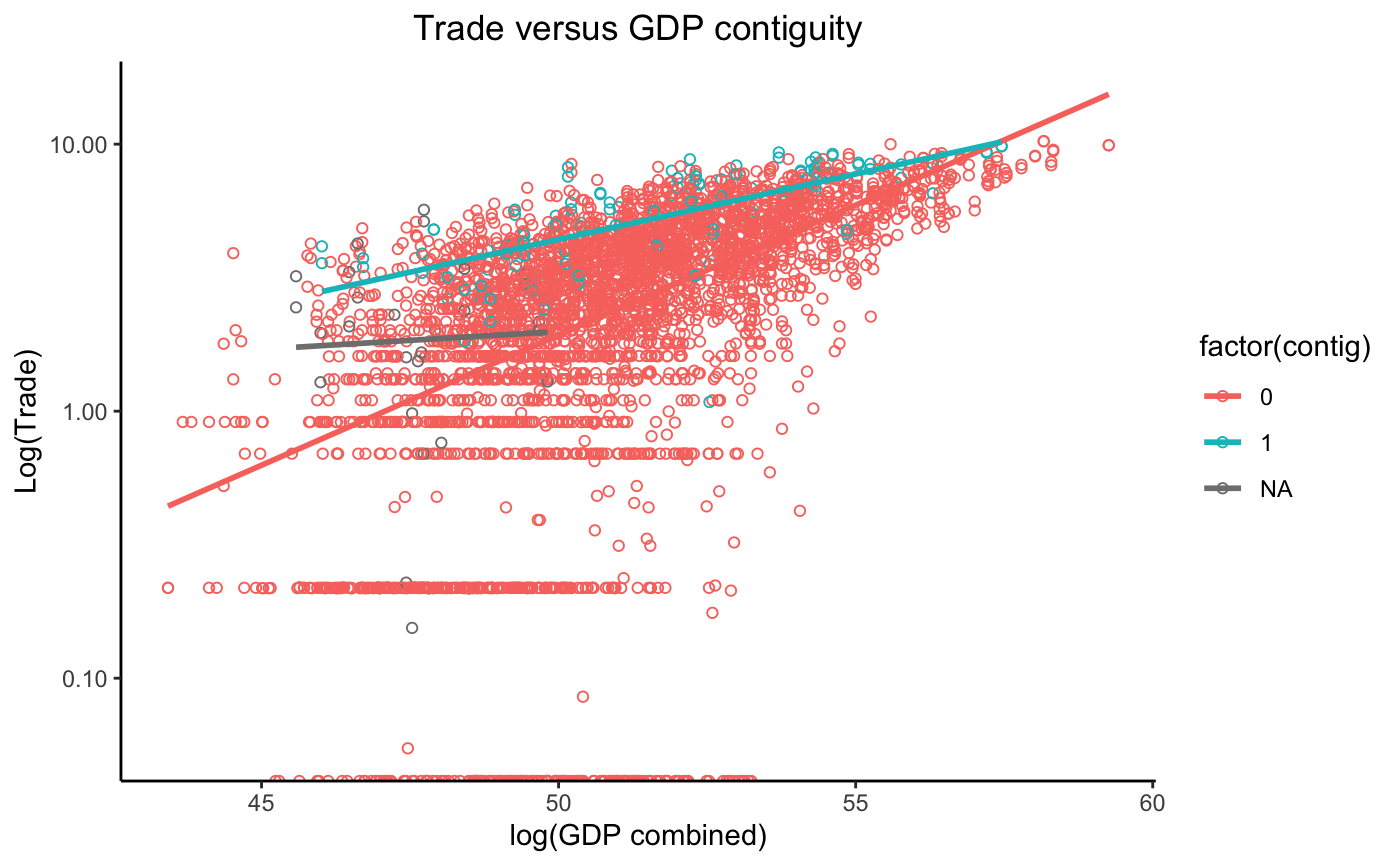 Trade versus GDP contiguity
10.00
1.00
0.10
Log(Trade)
45 50 55 60
log(GDP combined)
factor(contig)
0
1
NA